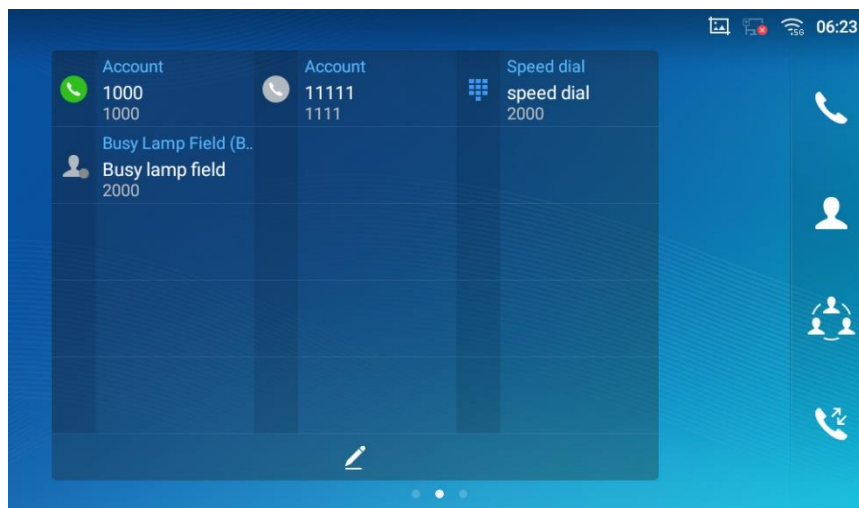 06:23
Account
1000
1000
Account
11111
1111
Speed dial
speed dial
2000
Busy Lamp Field (B..
Busy lamp field
2000